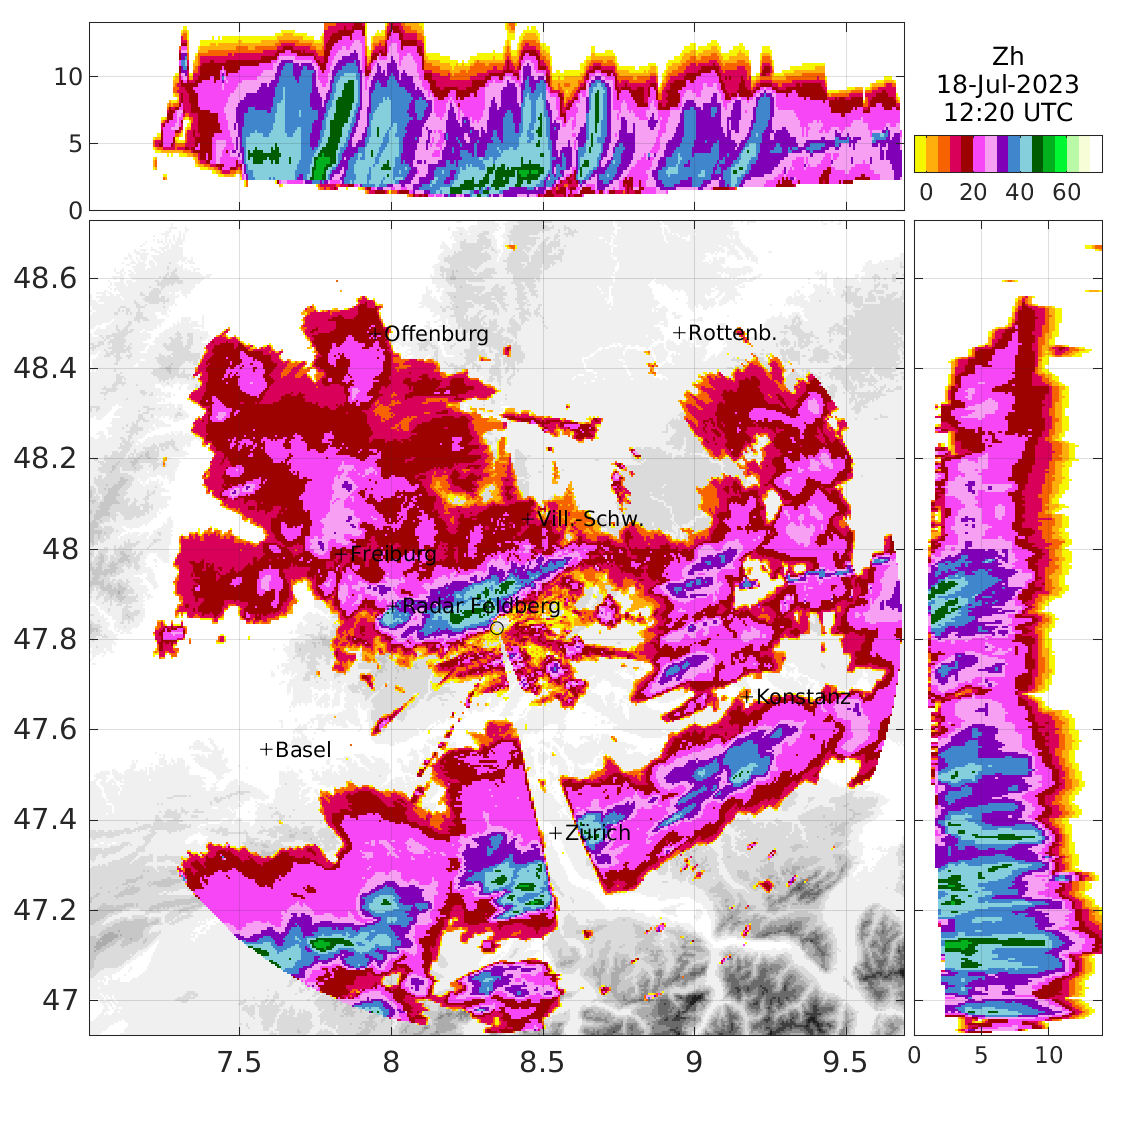 Zh
18-Jul-2023
12:20 UTC
0 20 40 60
10
5
0
48.6
48.4
48.2
48
47.8
47.6
47.4
47.2
47
+Offenburg
+Rottenb.
+Vill.-Schw.
+Freiburg
+Radar Feldberg
+Konstanz
+Basel
+Zürich
7.5 8 8.5 9 9.5
0 5 10